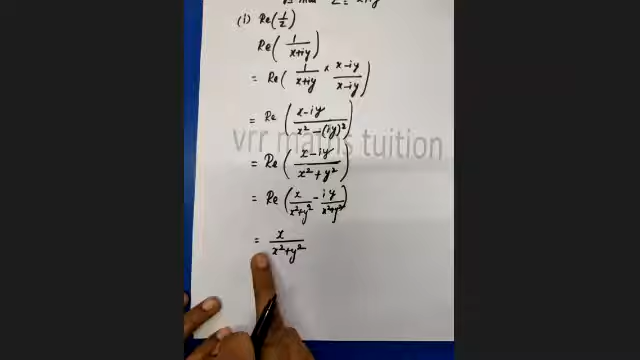 (i) Re(1/z)
Re(1/x+iy)
= Re(1/x+iy × x-iy/x-iy)
= Re(x-iy/x²-(iy)²)
vrr maths tuition
= Re(x-iy/x²+y²)
= Re(x/x²+y² - iy/x²+y²)
= x/x²+y²